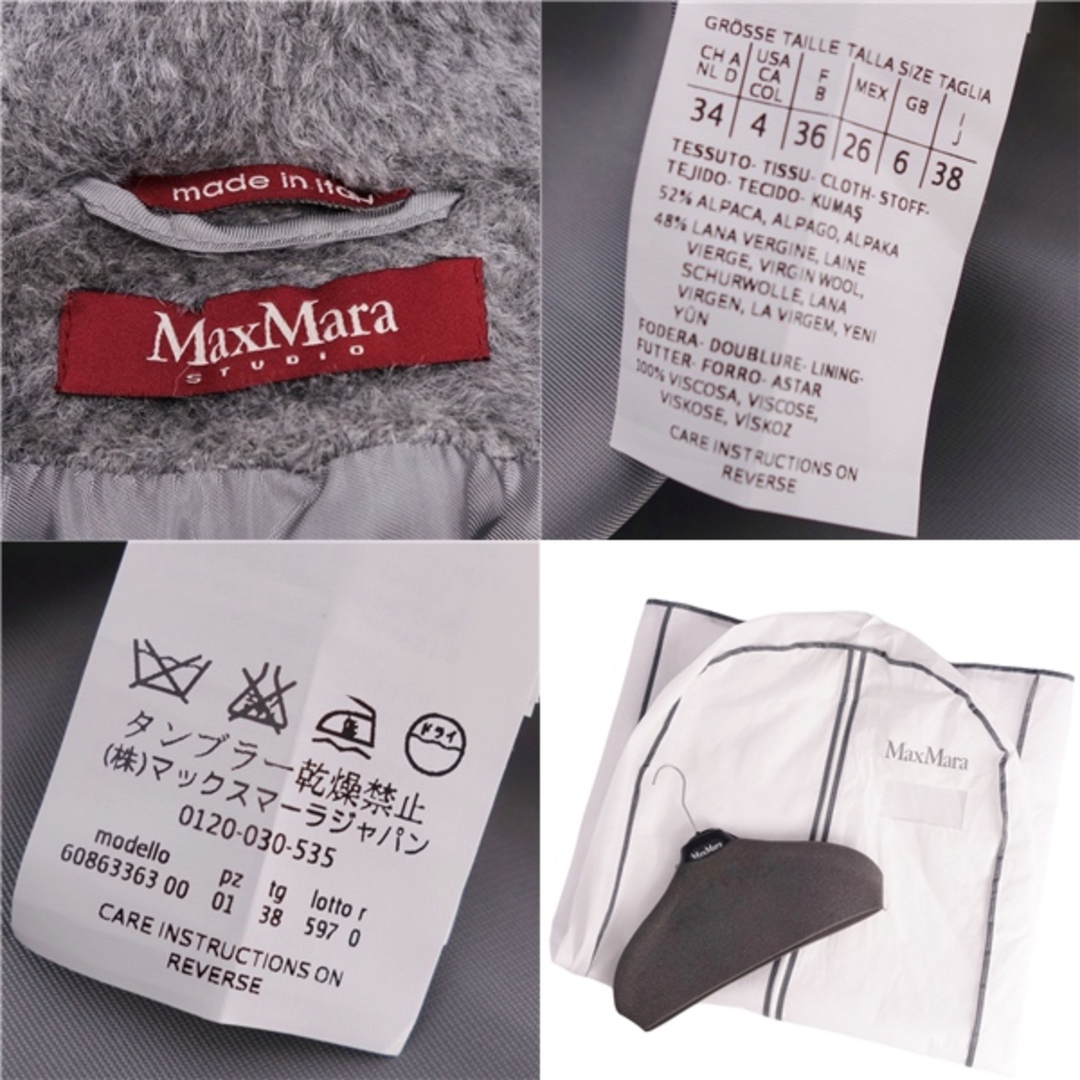 made in italy
MaxMara
STUDIO
GRÖSSE TAILLE TALLA SIZE TAGLIA
CH A NL D USA CA COL F B MEX GB I J
34 4 36 26 6 38
TESSUTO- TISSU- CLOTH- STOFF-
TEJIDO- TECIDO- KUMAŞ
52% ALPACA, ALPAGO, ALPAKA
48% LANA VERGINE, LAINE
VIERGE, VIRGIN WOOL,
SCHURWOLLE, LANA
VIRGEN, LA VIRGEM, YENI
YÜN
FODERA- DOUBLURE- LINING-
FUTTER- FORRO- ASTAR
100% VISCOSA, VISCOSE,
VISKOSE, VİSKOZ
CARE INSTRUCTIONS ON
REVERSE
ドライ
タンブラー乾燥禁止
(株)マックスマーラジャパン
0120-030-535
modello pz tg lotto r
60863363 00 01 38 597 0
CARE INSTRUCTIONS ON
REVERSE
MaxMara
MaxMara